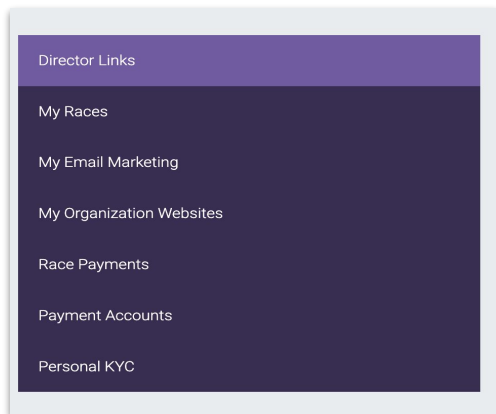 Director Links
My Races
My Email Marketing
My Organization Websites
Race Payments
Payment Accounts
Personal KYC